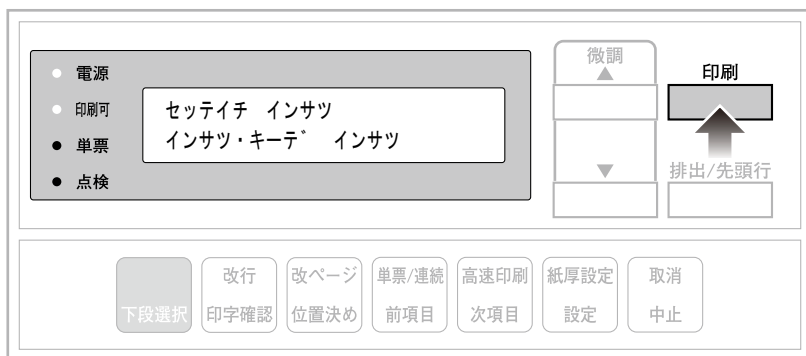 電源
印刷可
単票
点検
セッテイチ インサツ
インサツ・キーデ インサツ
微調
▲
▼
印刷
排出/先頭行
下段選択
改行
印字確認
改ページ
位置決め
単票/連続
前項目
高速印刷
次項目
紙厚設定
設定
取消
中止